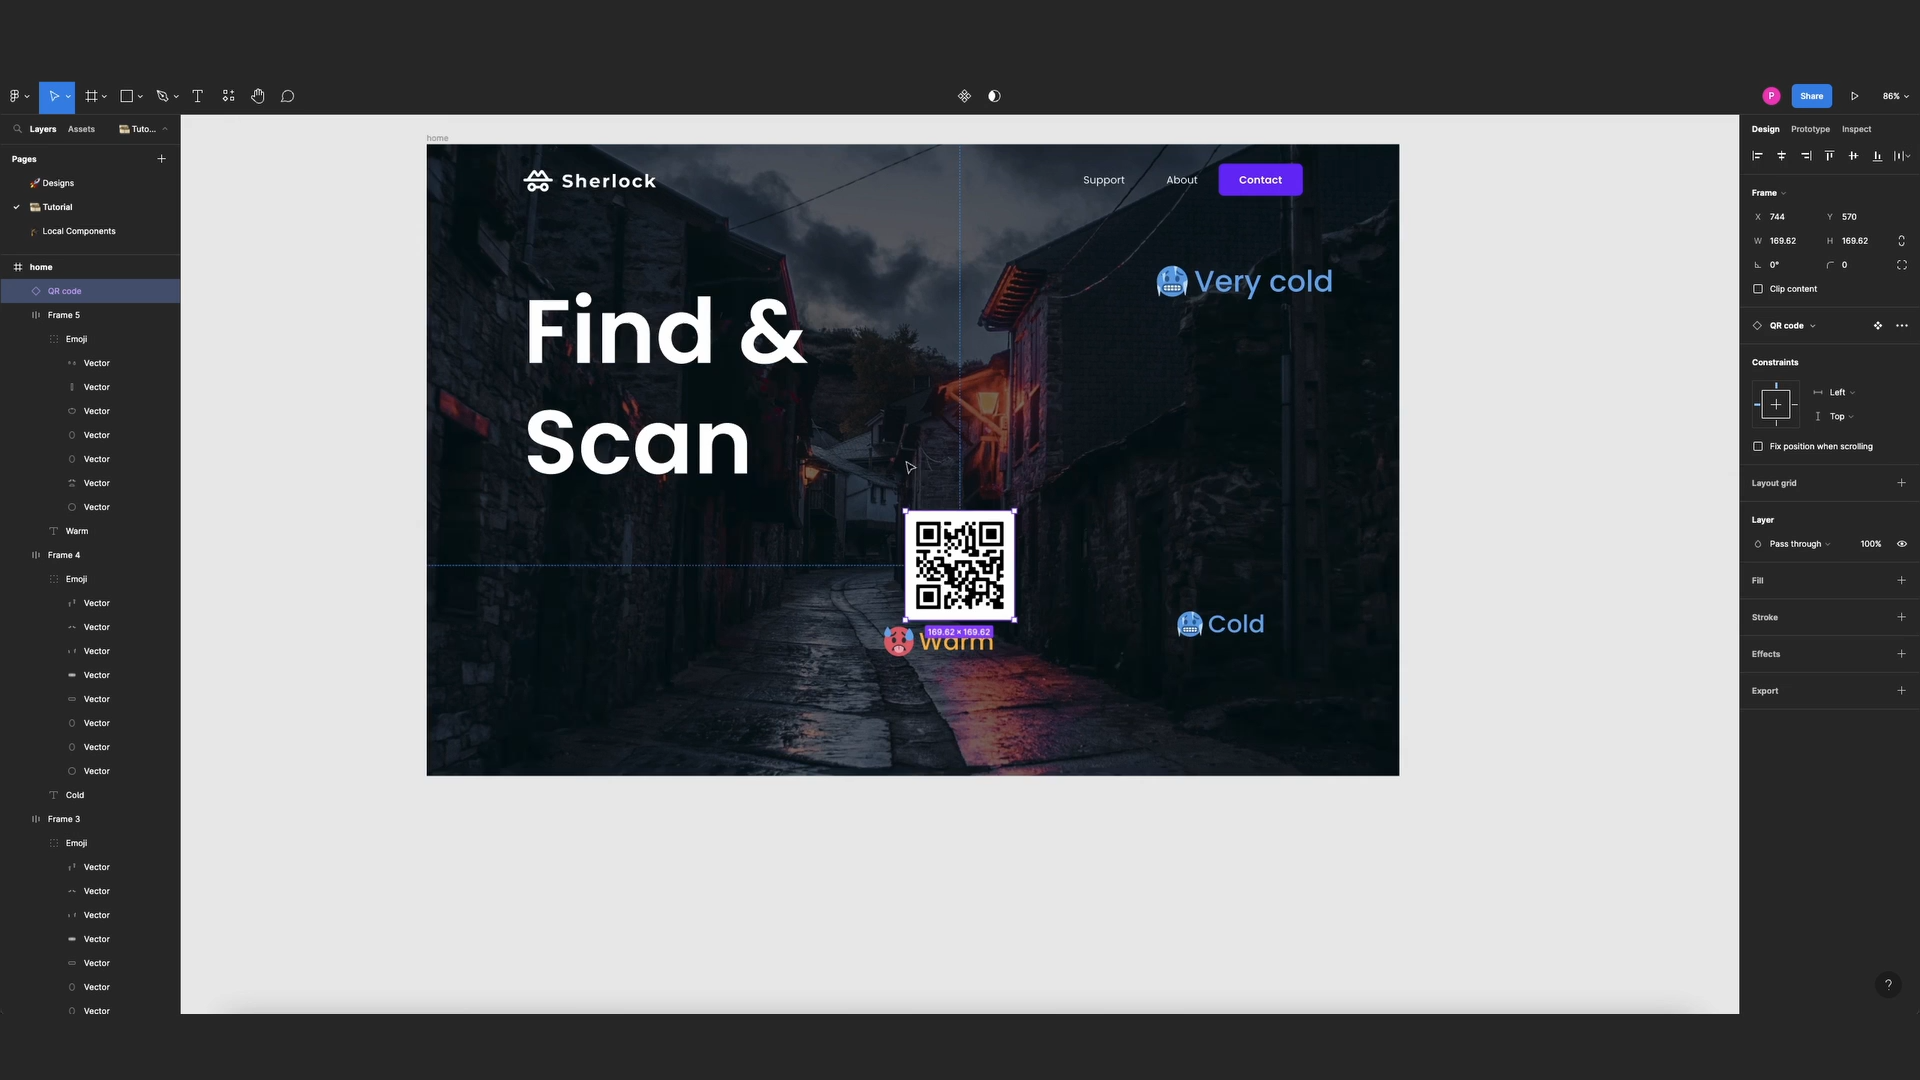 86%
Share
P
Layers
Assets
Tuto...
Pages
Designs
Tutorial
Local Components
home
QR code
Frame 5
Emoji
Vector
Vector
Vector
Vector
Vector
Vector
Vector
Warm
Frame 4
Emoji
Vector
Vector
Vector
Vector
Vector
Vector
Vector
Vector
Cold
Frame 3
Emoji
Vector
Vector
Vector
Vector
Vector
Vector
Vector
home
Sherlock
Support
About
Contact
Very cold
Find &
Scan
169.62 × 169.62
Warm
Cold
Design
Prototype
Inspect
Frame
X 744 Y 570
W 169.62 H 169.62
0° 0
Clip content
QR code
Constraints
Left
Top
Fix position when scrolling
Layout grid
Layer
Pass through 100%
Fill
Stroke
Effects
Export
?